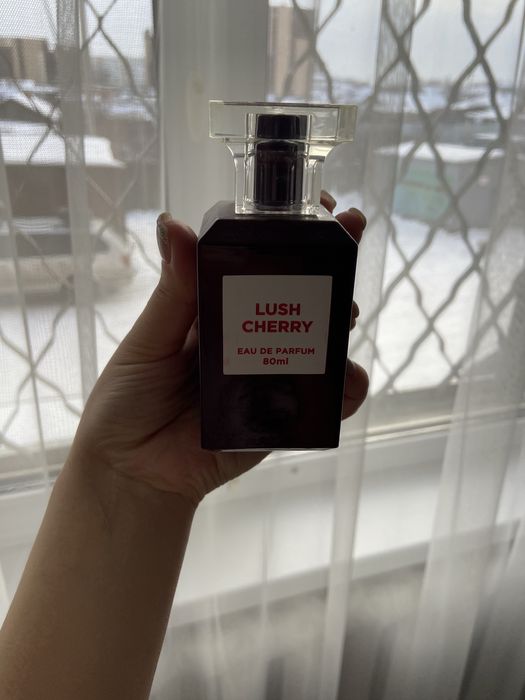 LUSH
CHERRY
EAU DE PARFUM
80ml